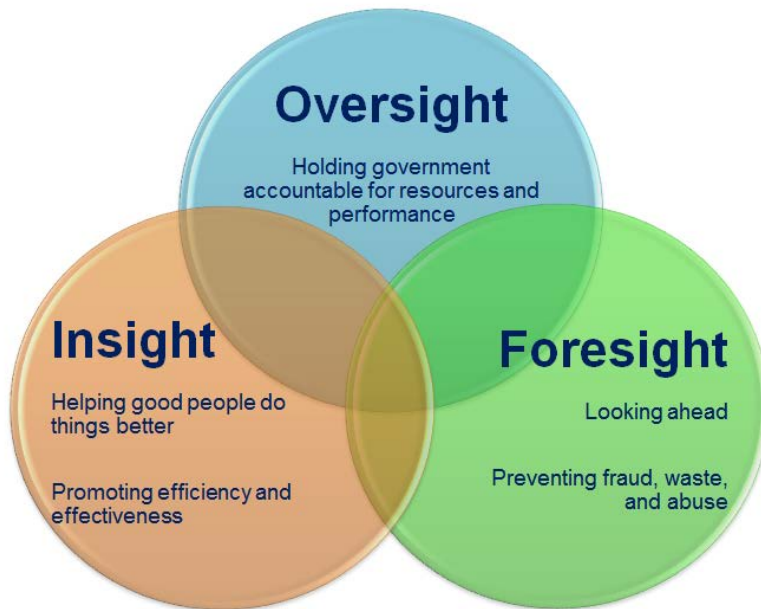 Oversight
Holding government
accountable for resources and
performance
Insight
Helping good people do
things better
Promoting efficiency and
effectiveness
Foresight
Looking ahead
Preventing fraud, waste,
and abuse